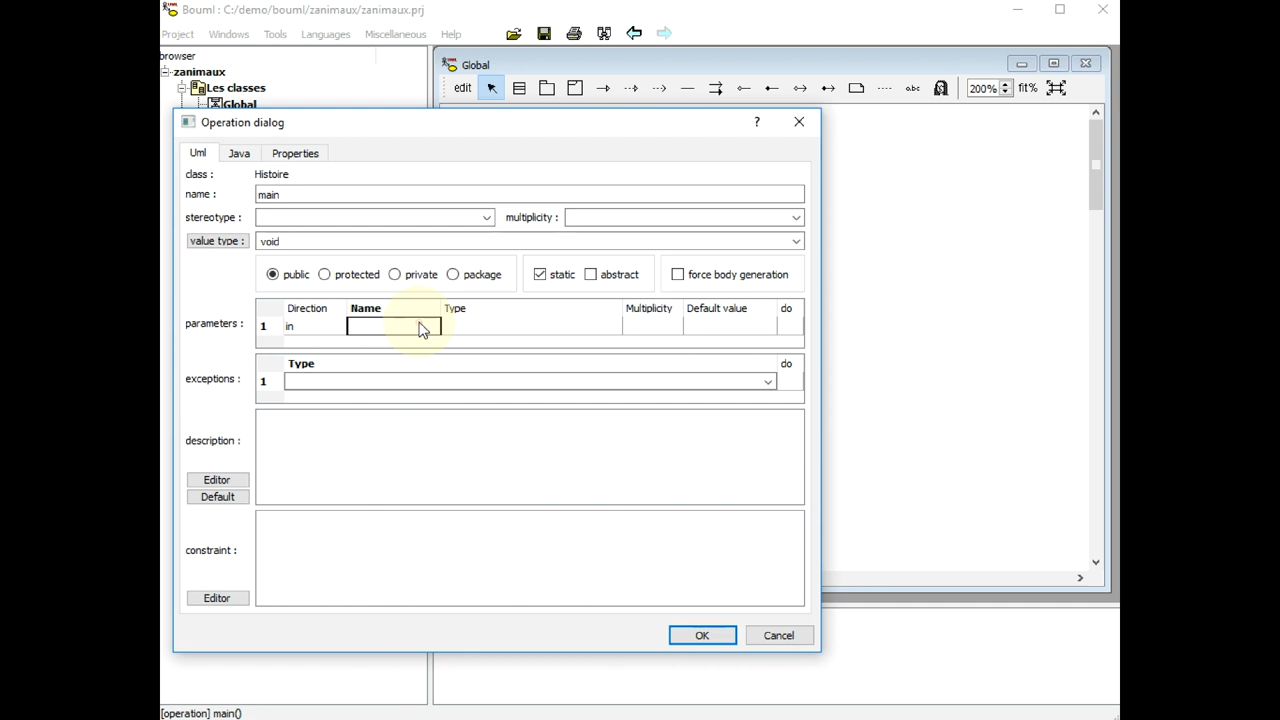 Bouml : C:/demo/bouml/zanimaux/zanimaux.prj
Project Windows Tools Languages Miscellaneous Help
browser
zanimaux
Les classes
Global
Global
edit abc 200% fit%
Operation dialog
Uml Java Properties
class : Histoire
name : main
stereotype : multiplicity :
value type : void
public protected private package static abstract force body generation
Direction Name Type Multiplicity Default value do
parameters : 1 in
Type do
exceptions : 1
description :
Editor
Default
constraint :
Editor
OK Cancel
[operation] main()